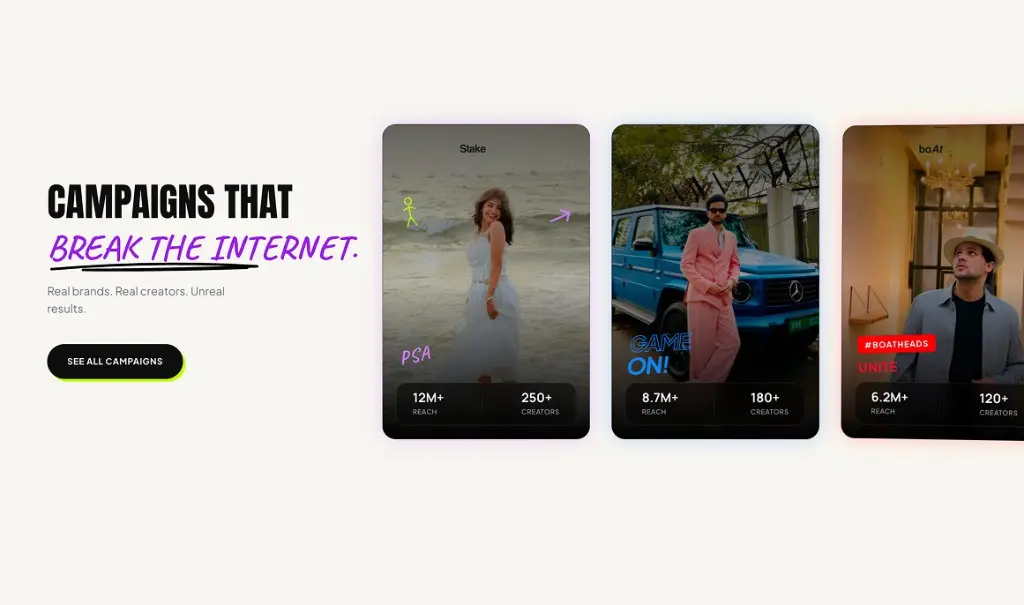 CAMPAIGNS THAT
BREAK THE INTERNET.
Real brands. Real creators. Unreal
results.
SEE ALL CAMPAIGNS
Stake
PSA
12M+
250+
REACH
CREATORS
GAME
ON!
8.7M+
180+
REACH
CREATORS
boAt
#BOATHEADS
UNITE
6.2M+
120+
REACH
CREATORS